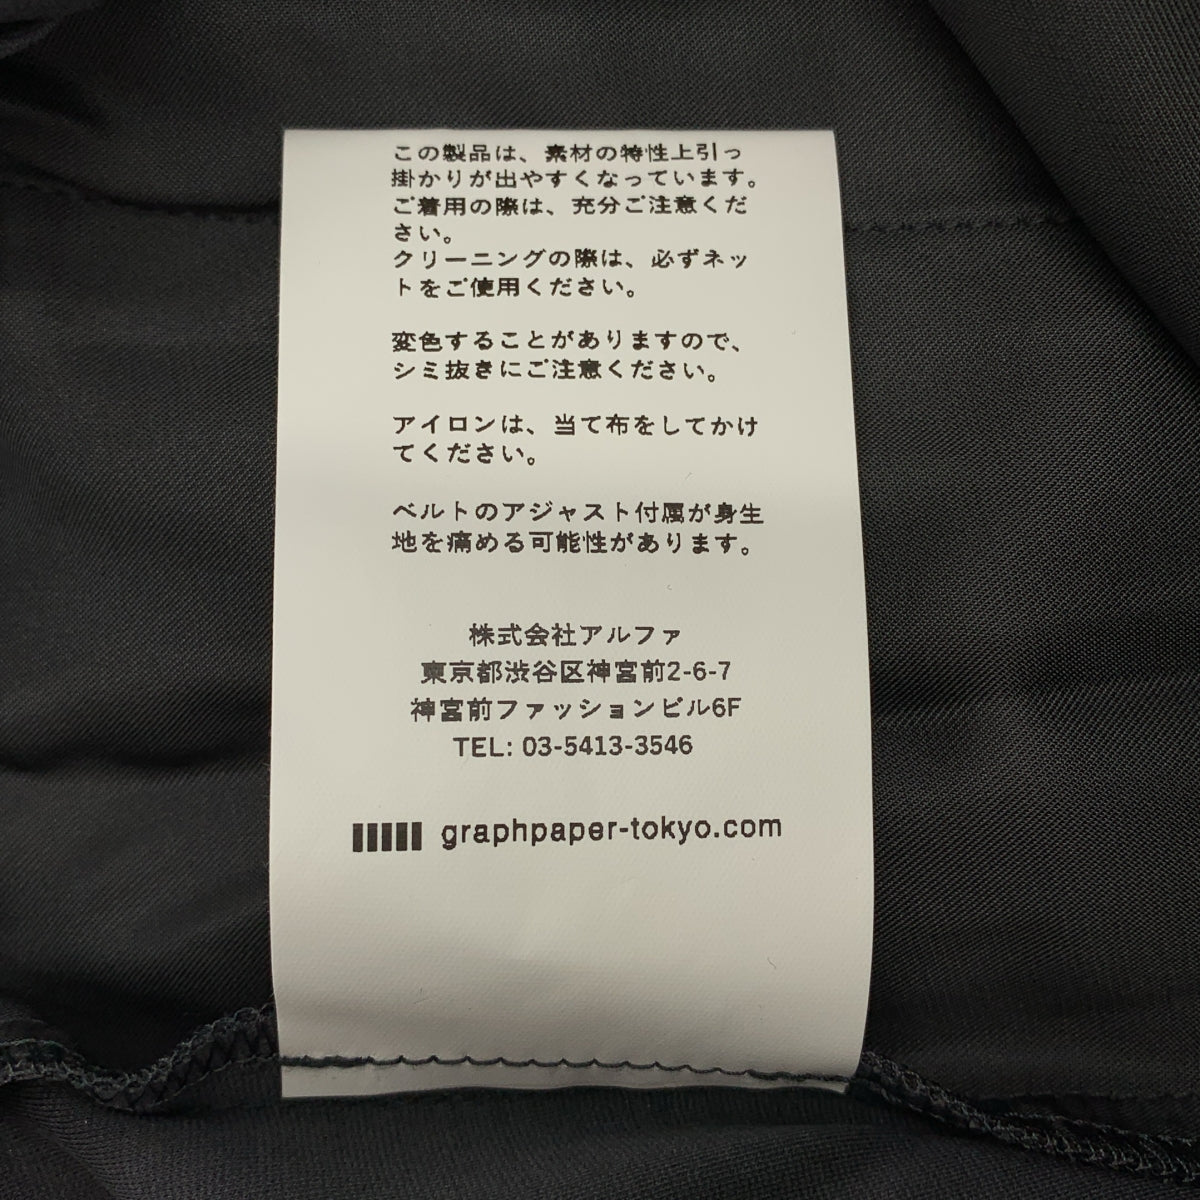 この製品は、素材の特性上引っ
掛かりが出やすくなっています。
ご着用の際は、充分ご注意くだ
さい。
クリーニングの際は、必ずネッ
トをご使用ください。
変色することがありますので、
シミ抜きにご注意ください。
アイロンは、当て布をしてかけ
てください。
ベルトのアジャスト付属が身生
地を痛める可能性があります。
株式会社アルファ
東京都渋谷区神宮前2-6-7
神宮前ファッションビル6F
TEL: 03-5413-3546
graphpaper-tokyo.com